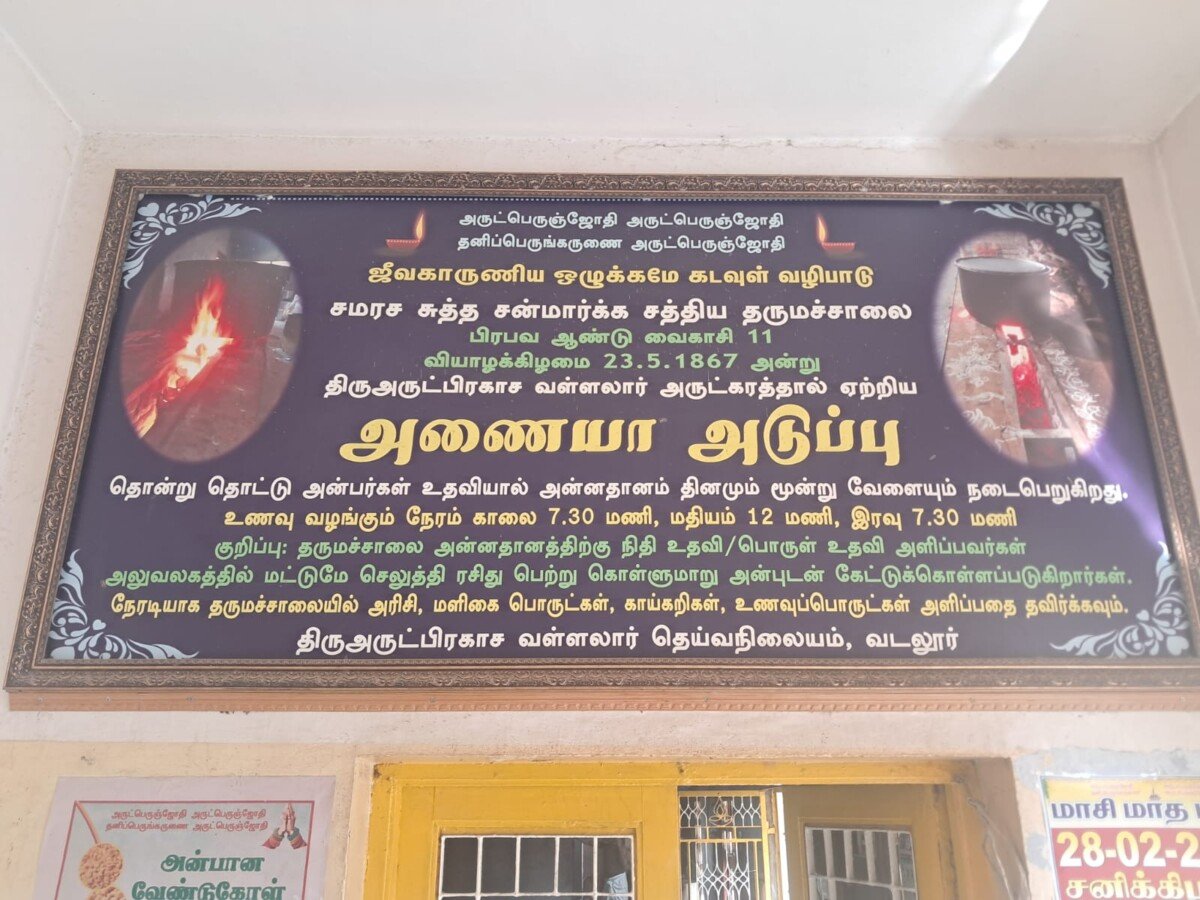 அருட்பெருஞ்ஜோதி அருட்பெருஞ்ஜோதி
தனிப்பெருங்கருணை அருட்பெருஞ்ஜோதி
ஜீவகாருணிய ஒழுக்கமே கடவுள் வழிபாடு
சமரச சுத்த சன்மார்க்க சத்திய தருமச்சாலை
பிரபவ ஆண்டு வைகாசி 11
வியாழக்கிழமை 23.5.1867 அன்று
திருஅருட்பிரகாச வள்ளலார் அருட்கரத்தால் ஏற்றிய
அணையா அடுப்பு
தொன்று தொட்டு அன்பர்கள் உதவியால் அன்னதானம் தினமும் மூன்று வேளையும் நடைபெறுகிறது.
உணவு வழங்கும் நேரம் காலை 7.30 மணி, மதியம் 12 மணி, இரவு 7.30 மணி
குறிப்பு: தருமச்சாலை அன்னதானத்திற்கு நிதி உதவி/பொருள் உதவி அளிப்பவர்கள்
அலுவலகத்தில் மட்டுமே செலுத்தி ரசிது பெற்று கொள்ளுமாறு அன்புடன் கேட்டுக்கொள்ளப்படுகிறார்கள்.
நேரடியாக தருமச்சாலையில் அரிசி, மளிகை பொருட்கள், காய்கறிகள், உணவுப்பொருட்கள் அளிப்பதை தவிர்க்கவும்.
திருஅருட்பிரகாச வள்ளலார் தெய்வநிலையம், வடலூர்
அருட்பெருஞ்ஜோதி அருட்பெருஞ்ஜோதி
தனிப்பெருங்கருணை அருட்பெருஞ்ஜோதி
அன்பான
வேண்டுகோள்
மாசி மாத
28-02-2
சனிக்கி